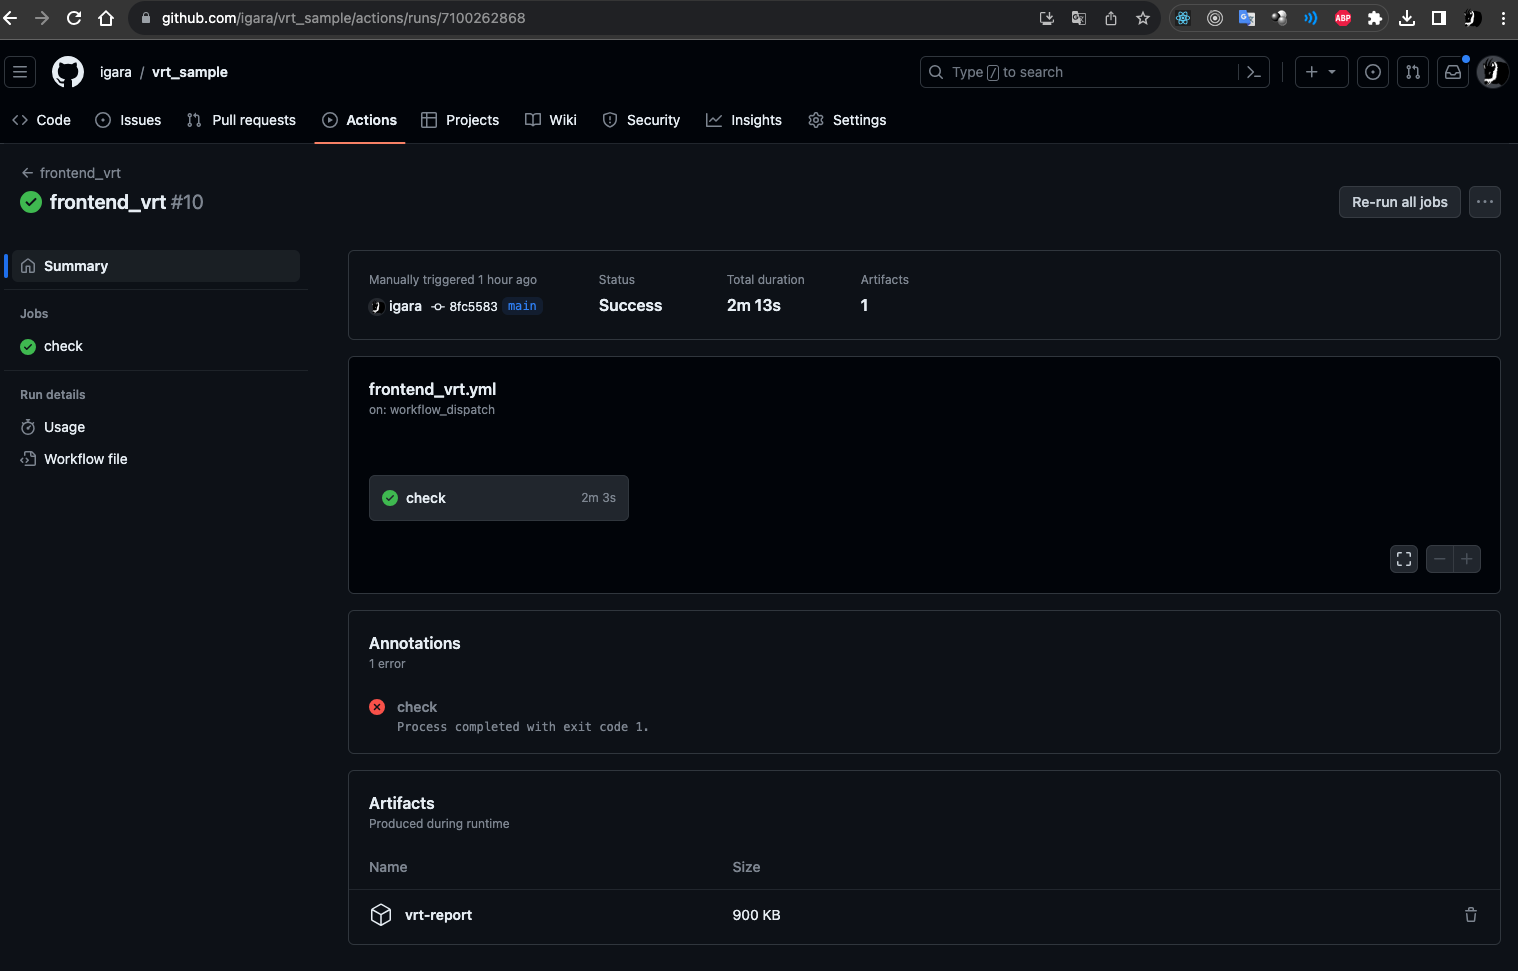 github.com/igara/vrt_sample/actions/runs/7100262868
ABP
igara / vrt_sample
Type / to search
Code Issues Pull requests Actions Projects Wiki Security Insights Settings
frontend_vrt
frontend_vrt #10
Re-run all jobs
Summary
Jobs
check
Run details
Usage
Workflow file
Manually triggered 1 hour ago Status Total duration Artifacts
igara 8fc5583 main Success 2m 13s 1
frontend_vrt.yml
on: workflow_dispatch
check 2m 3s
Annotations
1 error
check
Process completed with exit code 1.
Artifacts
Produced during runtime
Name Size
vrt-report 900 KB